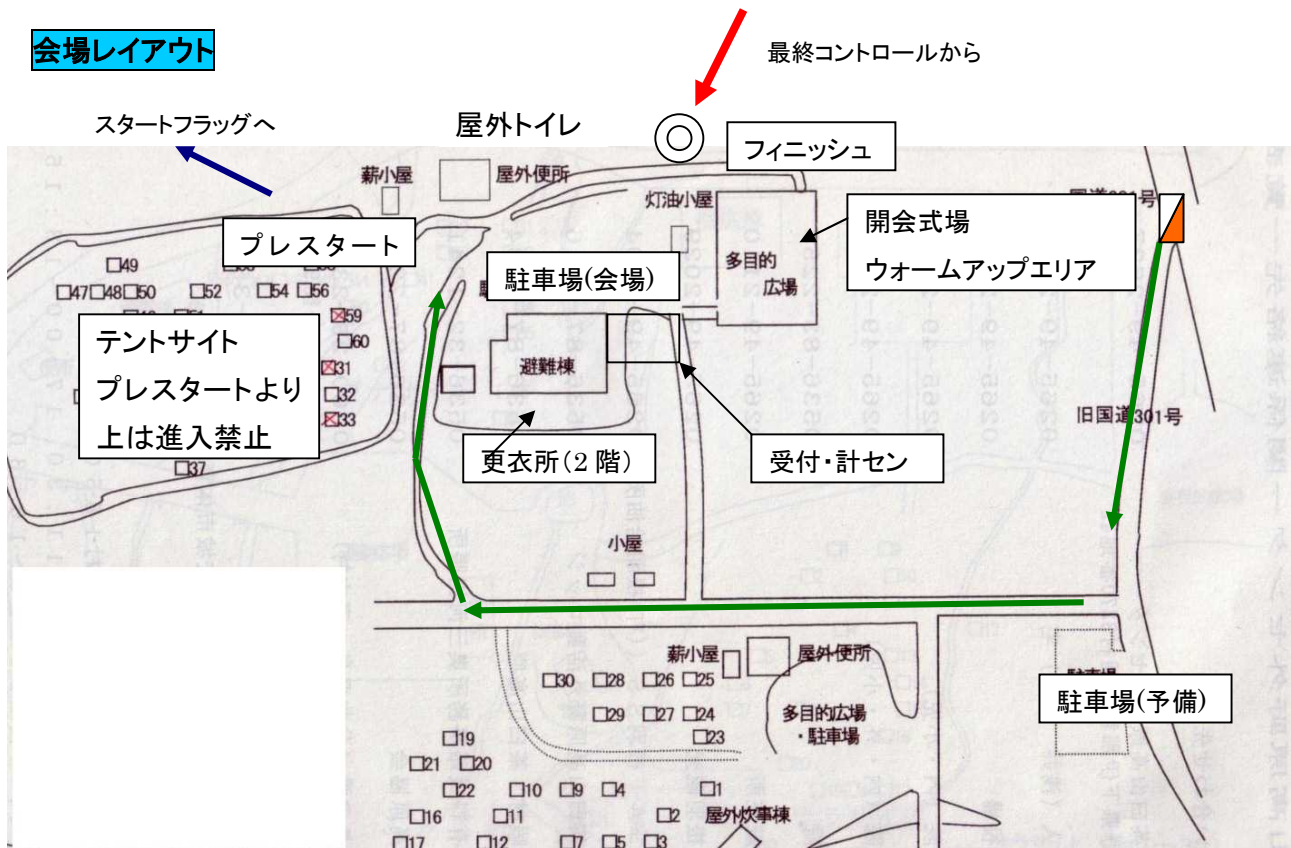 会場レイアウト
最終コントロールから
スタートフラッグへ
屋外トイレ
フィニッシュ
薪小屋
屋外便所
灯油小屋
プレスタート
開会式場
ウォームアップエリア
多目的
広場
駐車場(会場)
49
47
48
50
52
54
56
59
60
31
32
33
37
テントサイト
プレスタートより
上は進入禁止
避難棟
旧国道301号
更衣所(2 階)
受付・計セン
小屋
薪小屋
屋外便所
30
28
26
25
29
27
24
23
多目的広場
・駐車場
駐車場(予備)
19
21
20
22
10
9
4
1
16
11
2
屋外炊事棟
17
12
7
5
3